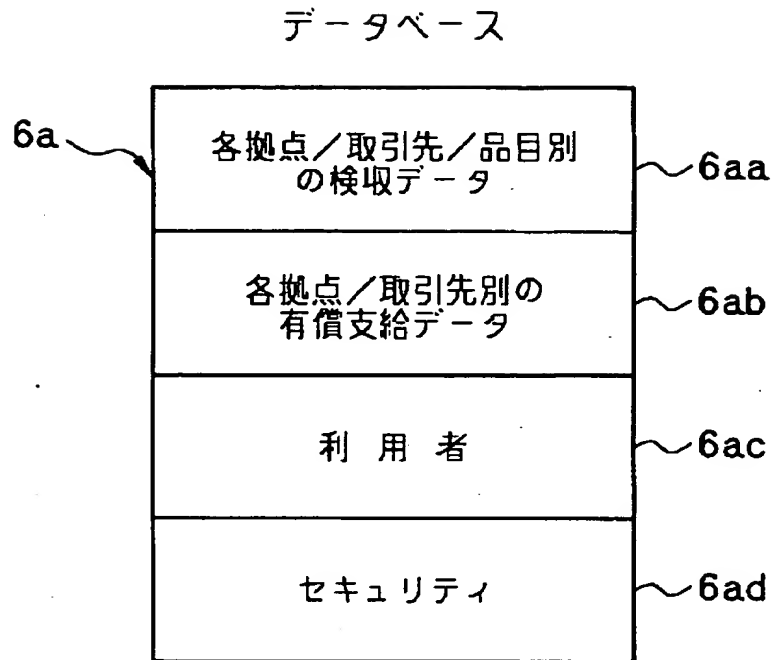 データベース
6a
各拠点／取引先／品目別
の検収データ
6aa
各拠点／取引先別の
有償支給データ
6ab
利用者
6ac
セキュリティ
6ad